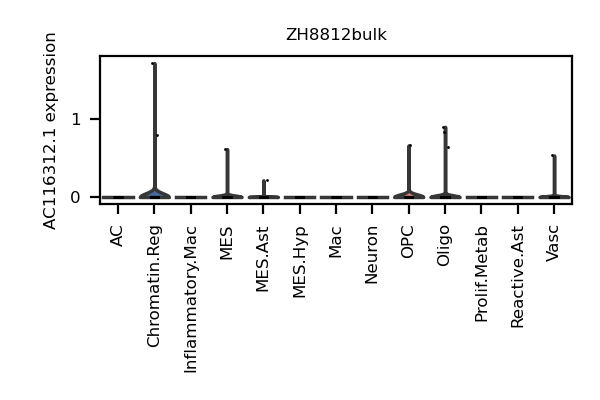 ZH8812bulk
AC116312.1 expression
1
0
AC
Chromatin.Reg
Inflammatory.Mac
MES
MES.Ast
MES.Hyp
Mac
Neuron
OPC
Oligo
Prolif.Metab
Reactive.Ast
Vasc